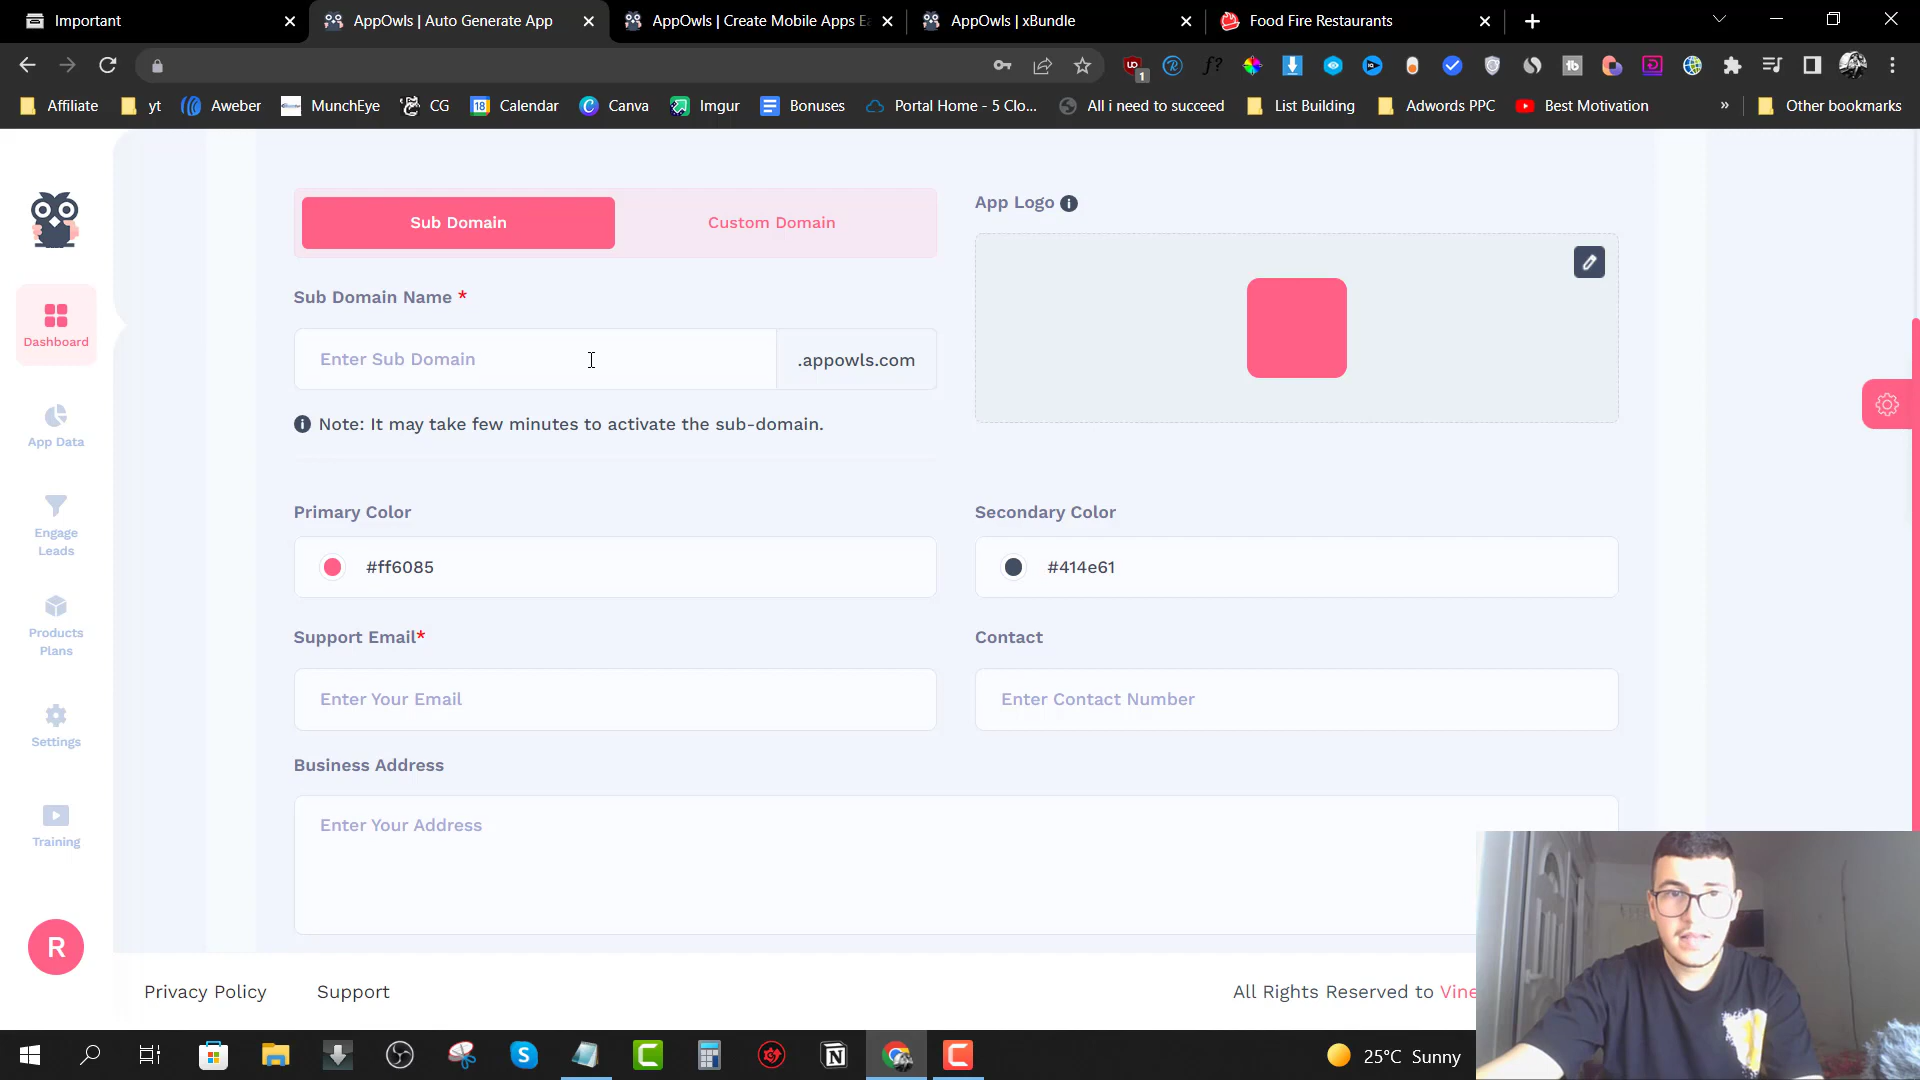 Important
AppOwls | Auto Generate App
AppOwls | Create Mobile Apps Ea
AppOwls | xBundle
Food Fire Restaurants
Affiliate
yt
Aweber
MunchEye
CG
Calendar
Canva
Imgur
Bonuses
Portal Home - 5 Clo...
All i need to succeed
List Building
Adwords PPC
Best Motivation
Other bookmarks
Sub Domain
Custom Domain
App Logo
Sub Domain Name *
Enter Sub Domain
.appowls.com
Note: It may take few minutes to activate the sub-domain.
Primary Color
Secondary Color
#ff6085
#414e61
Support Email*
Contact
Enter Your Email
Enter Contact Number
Business Address
Enter Your Address
Dashboard
App Data
Engage
Leads
Products
Plans
Settings
Training
R
Privacy Policy
Support
All Rights Reserved to Vine
25°C Sunny